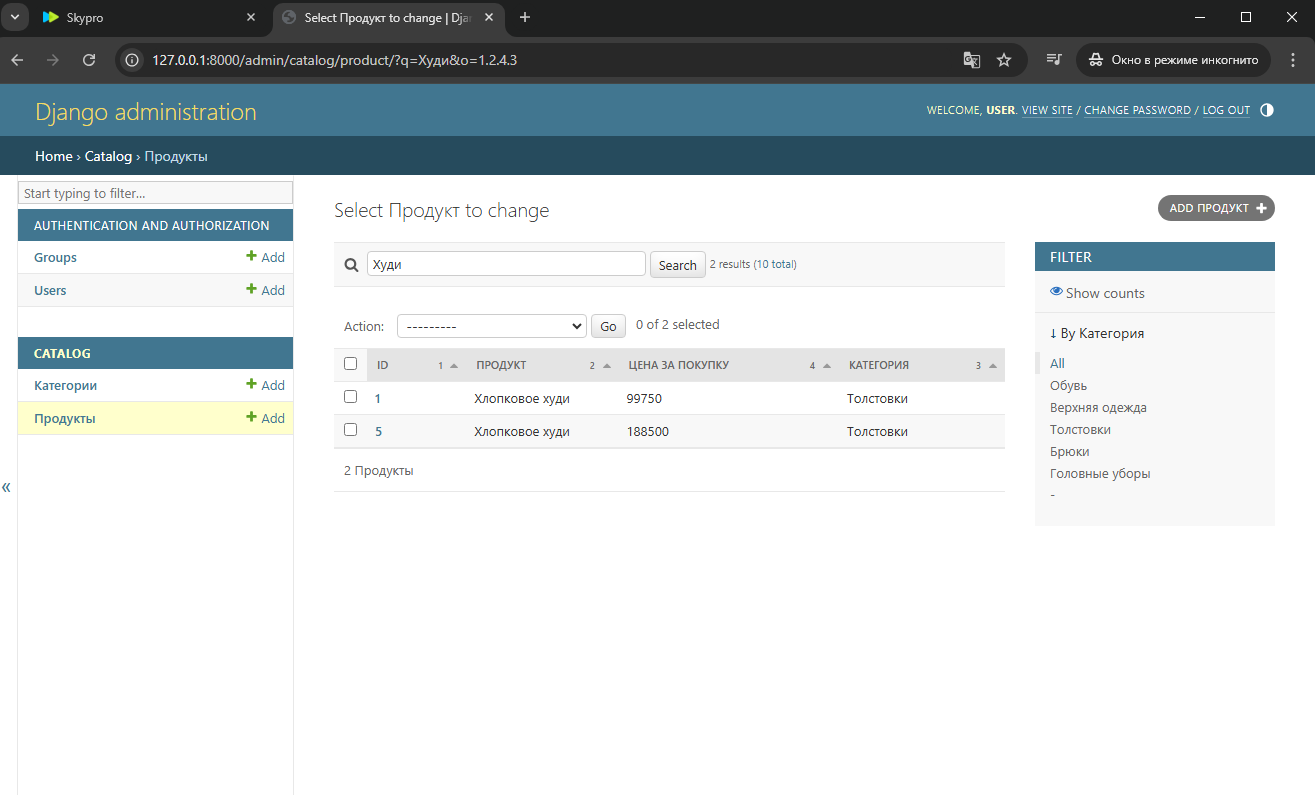 Skypro
Select Продукт to change | Dja
127.0.0.1:8000/admin/catalog/product/?q=Худи&o=1.2.4.3
Окно в режиме инкогнито
Django administration
WELCOME, USER. VIEW SITE / CHANGE PASSWORD / LOG OUT
Home › Catalog › Продукты
Start typing to filter...
AUTHENTICATION AND AUTHORIZATION
Groups + Add
Users + Add
CATALOG
Категории + Add
Продукты + Add
«
Select Продукт to change
ADD ПРОДУКТ +
Худи Search 2 results (10 total)
Action: --------- Go 0 of 2 selected
ID 1 ПРОДУКТ 2 ЦЕНА ЗА ПОКУПКУ 4 КАТЕГОРИЯ 3
1 Хлопковое худи 99750 Толстовки
5 Хлопковое худи 188500 Толстовки
2 Продукты
FILTER
Show counts
↓ By Категория
All
Обувь
Верхняя одежда
Толстовки
Брюки
Головные уборы
-